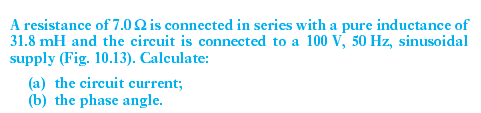 A resistance of 7.0 Ω is connected in series with a pure inductance of
31.8 mH and the circuit is connected to a 100 V, 50 Hz, sinusoidal
supply (Fig. 10.13). Calculate:
(a) the circuit current;
(b) the phase angle.